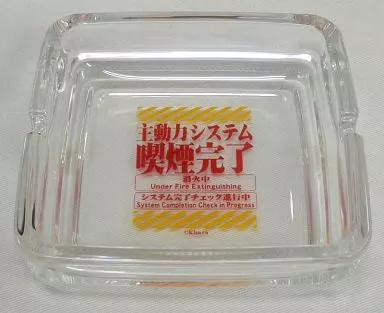 主動力システム
喫煙完了
消火中
Under Fire Extinguishing
システム完了チェック進行中
System Completion Check in Progress
©khara